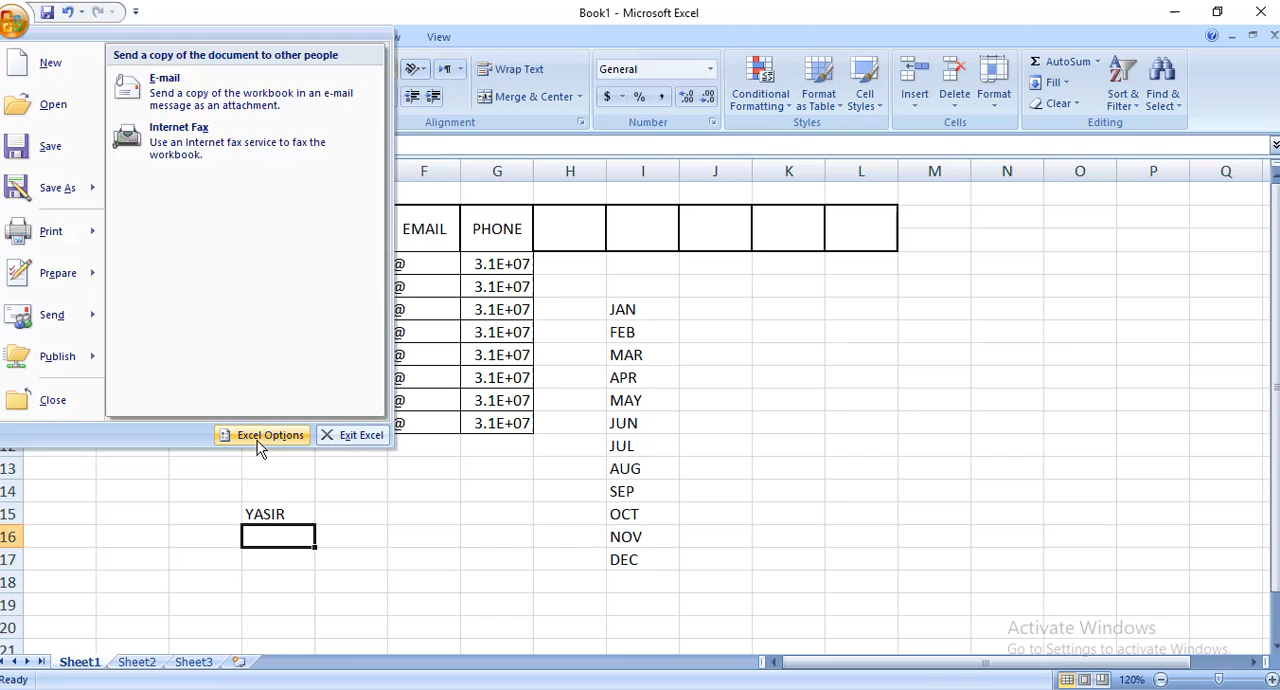 Book1 - Microsoft Excel
View
New
Open
Save
Save As
Print
Prepare
Send
Publish
Close
Send a copy of the document to other people
E-mail
Send a copy of the workbook in an e-mail
message as an attachment.
Internet Fax
Use an Internet fax service to fax the
workbook.
Excel Options
Exit Excel
Wrap Text
Merge & Center
Alignment
General
$ % ,
Number
Conditional Formatting
Format as Table
Cell Styles
Styles
Insert
Delete
Format
Cells
AutoSum
Fill
Clear
Sort & Filter
Find & Select
Editing
F G H I J K L M N O P Q
EMAIL PHONE
@ 3.1E+07
@ 3.1E+07
@ 3.1E+07 JAN
@ 3.1E+07 FEB
@ 3.1E+07 MAR
@ 3.1E+07 APR
@ 3.1E+07 MAY
@ 3.1E+07 JUN
12 JUL
13 AUG
14 SEP
15 YASIR OCT
16 NOV
17 DEC
18
19
20
21
Activate Windows
Go to Settings to activate Windows.
Sheet1 Sheet2 Sheet3
Ready
120%